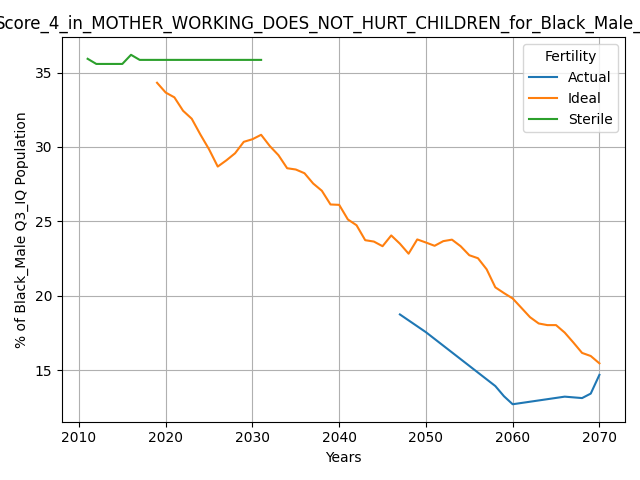 Score_4_in_MOTHER_WORKING_DOES_NOT_HURT_CHILDREN_for_Black_Male_
Fertility
Actual
Ideal
Sterile
% of Black_Male Q3_IQ Population
35
30
25
20
15
2010 2020 2030 2040 2050 2060 2070
Years